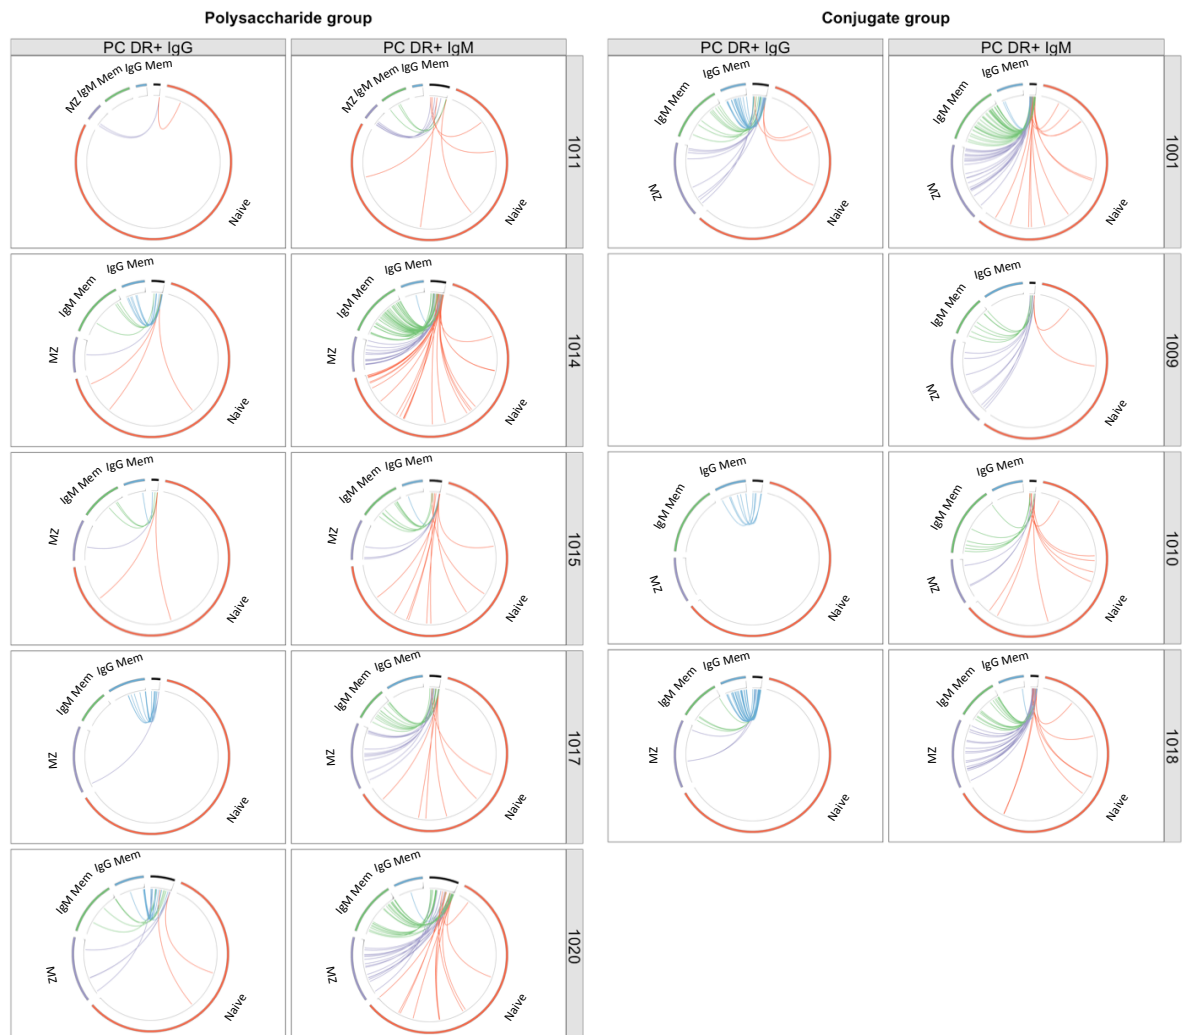 Polysaccharide group
Conjugate group
PC DR+ IgG
PC DR+ IgM
PC DR+ IgG
PC DR+ IgM
MZ IgM Mem IgG Mem
Naive
MZ IgM Mem IgG Mem
Naive
1011
MZ IgM Mem IgG Mem
Naive
MZ IgM Mem IgG Mem
Naive
1001
MZ IgM Mem IgG Mem
Naive
MZ IgM Mem IgG Mem
Naive
1014
MZ IgM Mem IgG Mem
Naive
1009
MZ IgM Mem IgG Mem
Naive
MZ IgM Mem IgG Mem
Naive
1015
MZ IgM Mem IgG Mem
Naive
MZ IgM Mem IgG Mem
Naive
1010
MZ IgM Mem IgG Mem
Naive
MZ IgM Mem IgG Mem
Naive
1017
MZ IgM Mem IgG Mem
Naive
MZ IgM Mem IgG Mem
Naive
1018
MZ IgM Mem IgG Mem
Naive
MZ IgM Mem IgG Mem
Naive
1020